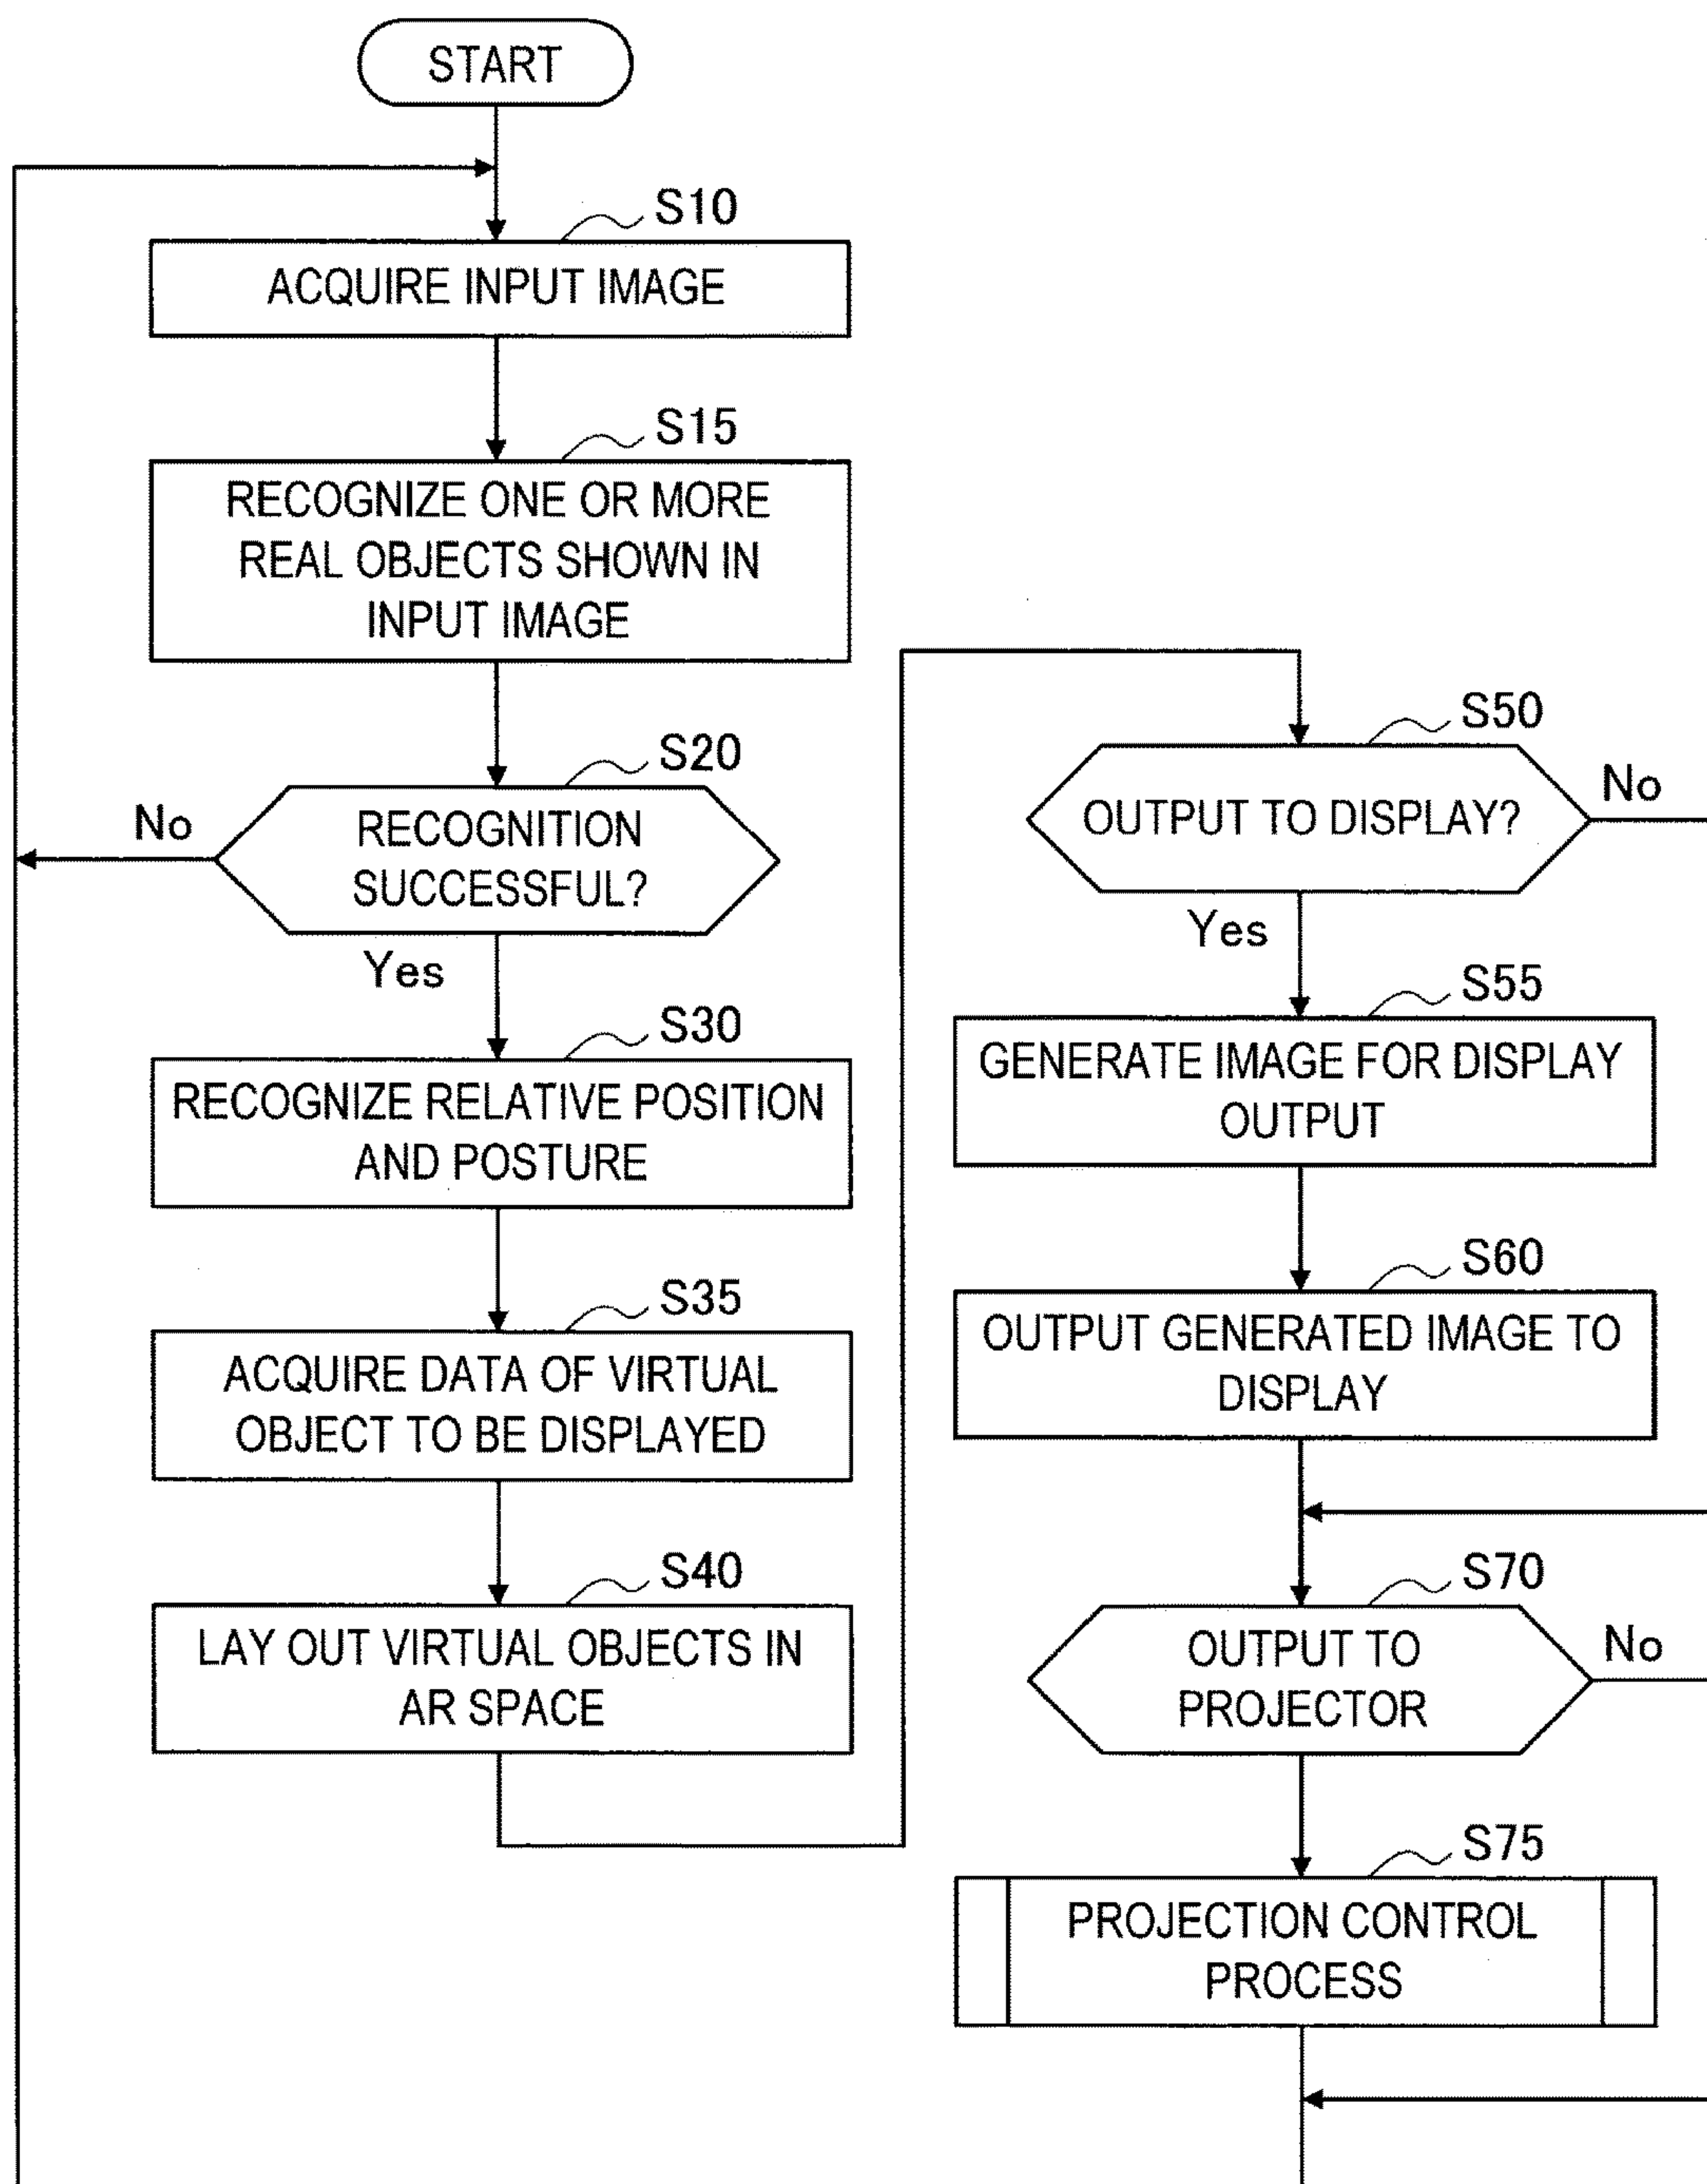 START
S10
ACQUIRE INPUT IMAGE
S15
RECOGNIZE ONE OR MORE
REAL OBJECTS SHOWN IN
INPUT IMAGE
S20
RECOGNITION
SUCCESSFUL?
No
Yes
S30
RECOGNIZE RELATIVE POSITION
AND POSTURE
S35
ACQUIRE DATA OF VIRTUAL
OBJECT TO BE DISPLAYED
S40
LAY OUT VIRTUAL OBJECTS IN
AR SPACE
S50
OUTPUT TO DISPLAY?
No
Yes
S55
GENERATE IMAGE FOR DISPLAY
OUTPUT
S60
OUTPUT GENERATED IMAGE TO
DISPLAY
S70
OUTPUT TO
PROJECTOR
No
S75
PROJECTION CONTROL
PROCESS